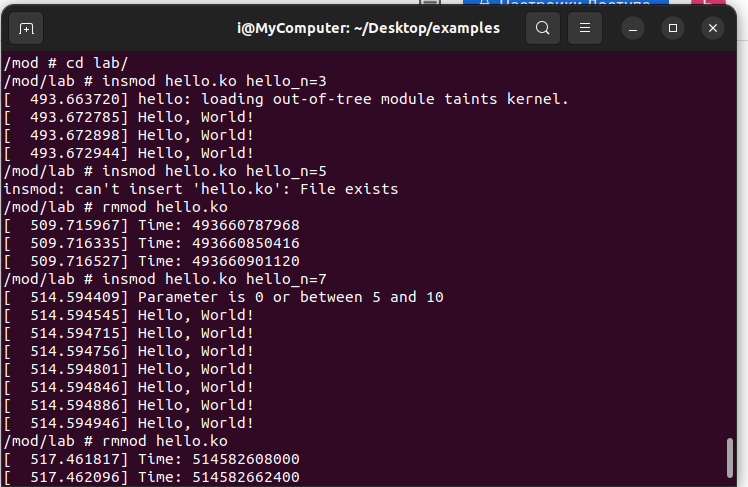 Настройки Доступа
i@MyComputer: ~/Desktop/examples
/mod # cd lab/
/mod/lab # insmod hello.ko hello_n=3
[  493.663720] hello: loading out-of-tree module taints kernel.
[  493.672785] Hello, World!
[  493.672898] Hello, World!
[  493.672944] Hello, World!
/mod/lab # insmod hello.ko hello_n=5
insmod: can't insert 'hello.ko': File exists
/mod/lab # rmmod hello.ko
[  509.715967] Time: 493660787968
[  509.716335] Time: 493660850416
[  509.716527] Time: 493660901120
/mod/lab # insmod hello.ko hello_n=7
[  514.594409] Parameter is 0 or between 5 and 10
[  514.594545] Hello, World!
[  514.594715] Hello, World!
[  514.594756] Hello, World!
[  514.594801] Hello, World!
[  514.594846] Hello, World!
[  514.594886] Hello, World!
[  514.594946] Hello, World!
/mod/lab # rmmod hello.ko
[  517.461817] Time: 514582608000
[  517.462096] Time: 514582662400